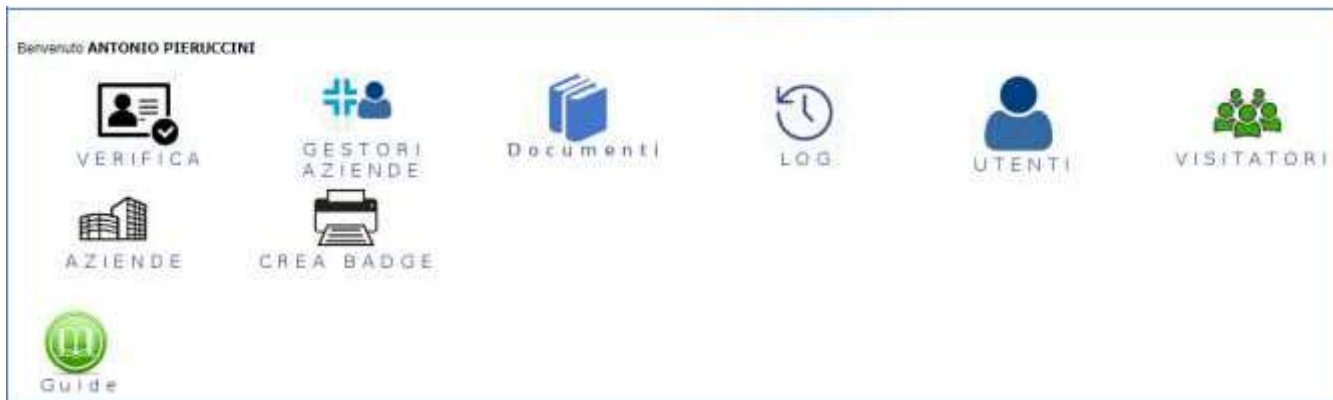 Benvenuto ANTONIO PIERUCCINI
VERIFICA
GESTORI
AZIENDE
Documenti
LOG
UTENTI
VISITATORI
AZIENDE
CREA BADGE
Guide